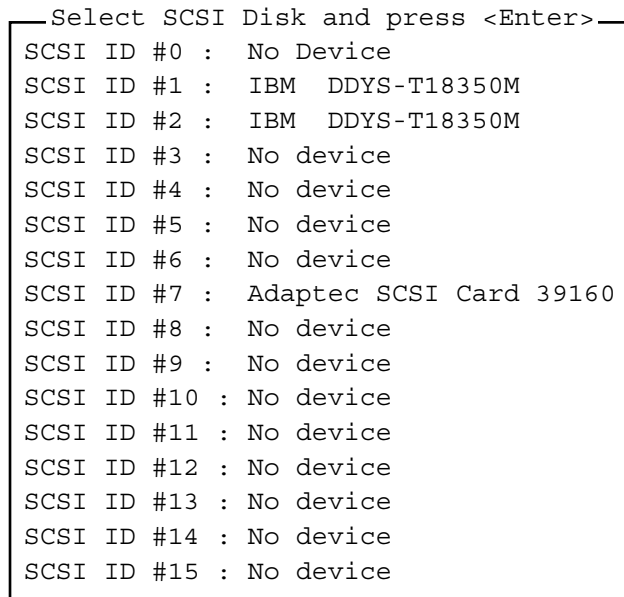 Select SCSI Disk and press <Enter>
SCSI ID #0 : No Device
SCSI ID #1 : IBM DDYS-T18350M
SCSI ID #2 : IBM DDYS-T18350M
SCSI ID #3 : No device
SCSI ID #4 : No device
SCSI ID #5 : No device
SCSI ID #6 : No device
SCSI ID #7 : Adaptec SCSI Card 39160
SCSI ID #8 : No device
SCSI ID #9 : No device
SCSI ID #10 : No device
SCSI ID #11 : No device
SCSI ID #12 : No device
SCSI ID #13 : No device
SCSI ID #14 : No device
SCSI ID #15 : No device